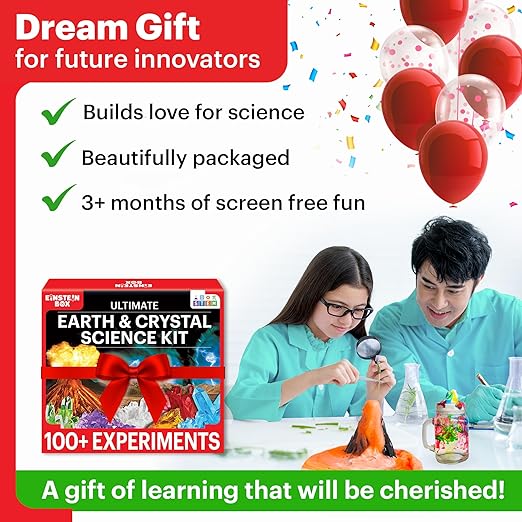 Dream Gift
for future innovators
Builds love for science
Beautifully packaged
3+ months of screen free fun
EINSTEIN
BOX
STEM
ULTIMATE
EARTH & CRYSTAL
SCIENCE KIT
100+ EXPERIMENTS
A gift of learning that will be cherished!